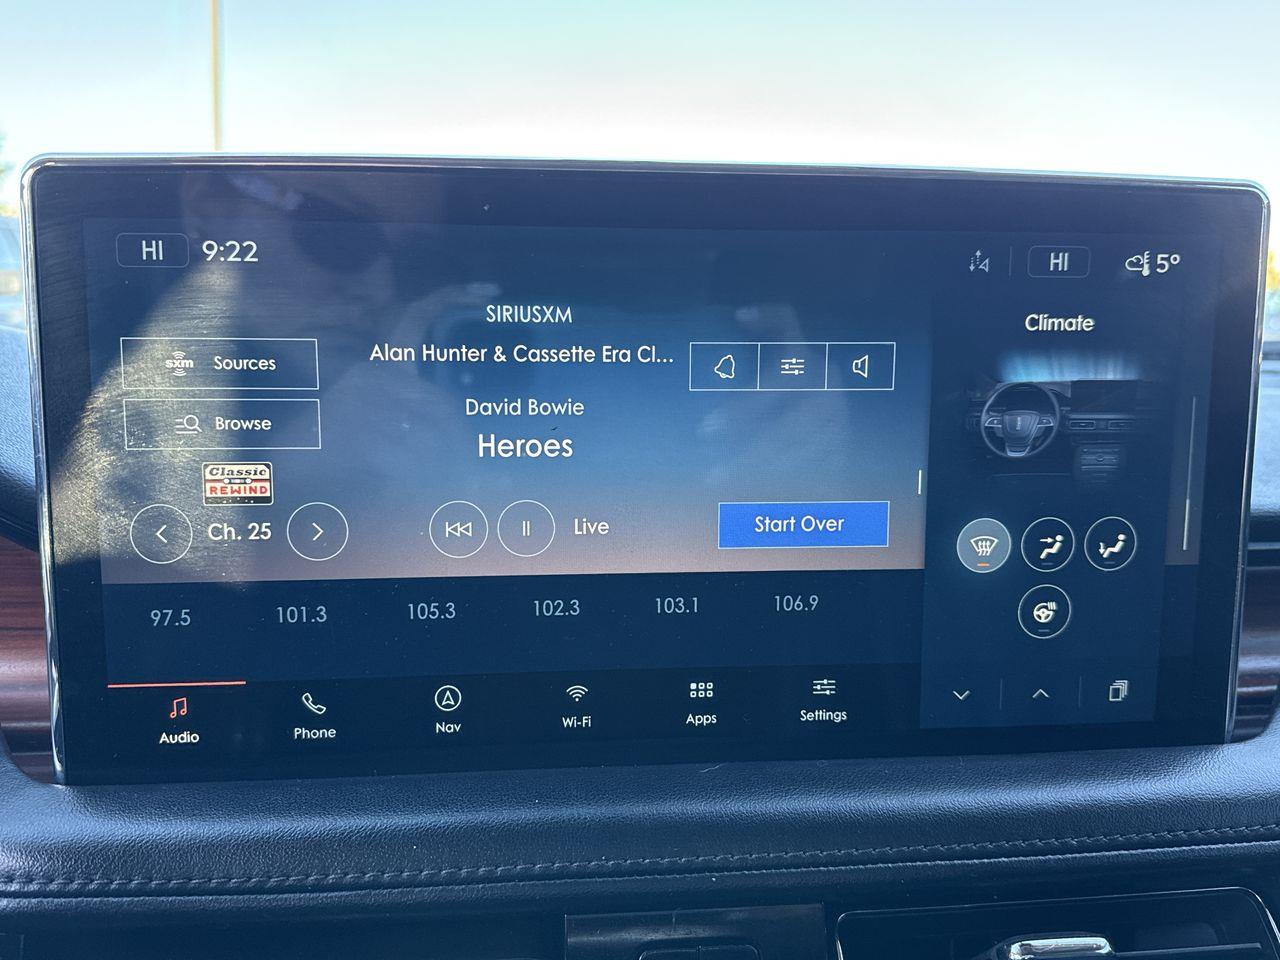 HI 9:22
HI 5°
SIRIUSXM
Alan Hunter & Cassette Era Cl...
sxm Sources
Browse
David Bowie
Heroes
Classic
REWIND
Ch. 25
Live
Start Over
97.5 101.3 105.3 102.3 103.1 106.9
Audio Phone Nav Wi-Fi Apps Settings
Climate